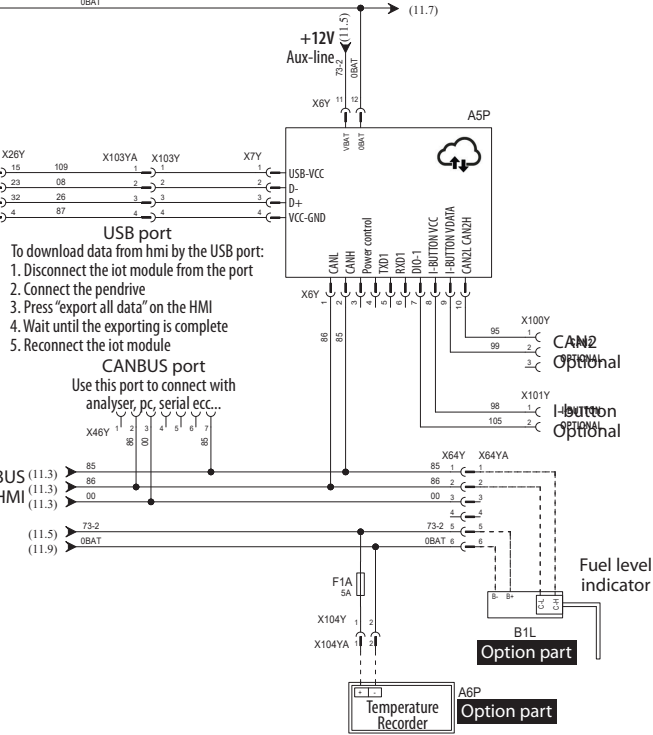 0BAT
(11.7)
(11.5)
+12V
Aux-line
73-2
0BAT
X6Y 11 12
A5P
VBAT
0BAT
X26Y X103YA X103Y X7Y
15 109 1 1 1 USB-VCC
23 08 2 2 2 D-
32 26 3 3 3 D+
4 87 4 4 4 VCC-GND
USB port
To download data from hmi by the USB port:
1. Disconnect the iot module from the port
2. Connect the pendrive
3. Press "export all data" on the HMI
4. Wait until the exporting is complete
5. Reconnect the iot module
CANL
CANH
Power control
TXD1
RXD1
DIO-1
I-BUTTON VCC
I-BUTTON VDATA
CAN2L CAN2H
X6Y
1 2 3 4 5 6 7 8 9 10
86 85
X100Y
95 1
99 2
3
CAN2
Optional
X101Y
98 1
105 2
I-button
Optional
CANBUS port
Use this port to connect with
analyser, pc, serial ecc...
X46Y 1 2 3 4 5 6 7
86 00 85
X64Y X64YA
BUS (11.3) 85 85 1 1
HMI (11.3) 86 86 2 2
(11.3) 00 00 3 3
4 4
(11.5) 73-2 73-2 5 5
(11.9) 0BAT 0BAT 6 6
Fuel level
indicator
B- B+ C-L C-H
B1L
Option part
F1A
5A
X104Y 1 2
X104YA 1 2
+ -
Temperature
Recorder
A6P
Option part